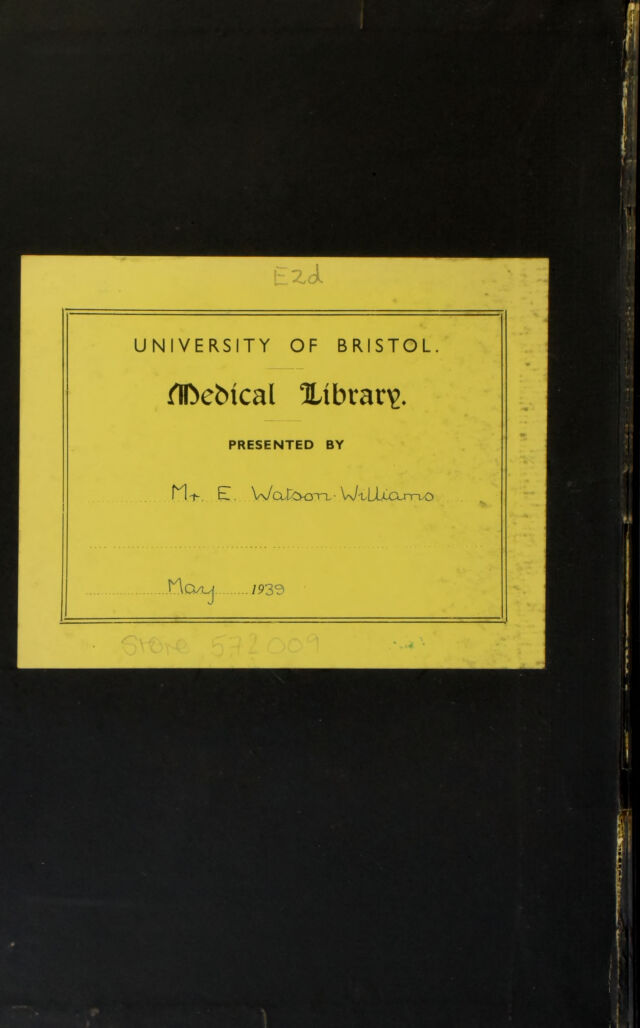 E2d
UNIVERSITY OF BRISTOL.
Medical Library.
PRESENTED BY
Mr. E. Watson-Williams
May 1939
Store 572009